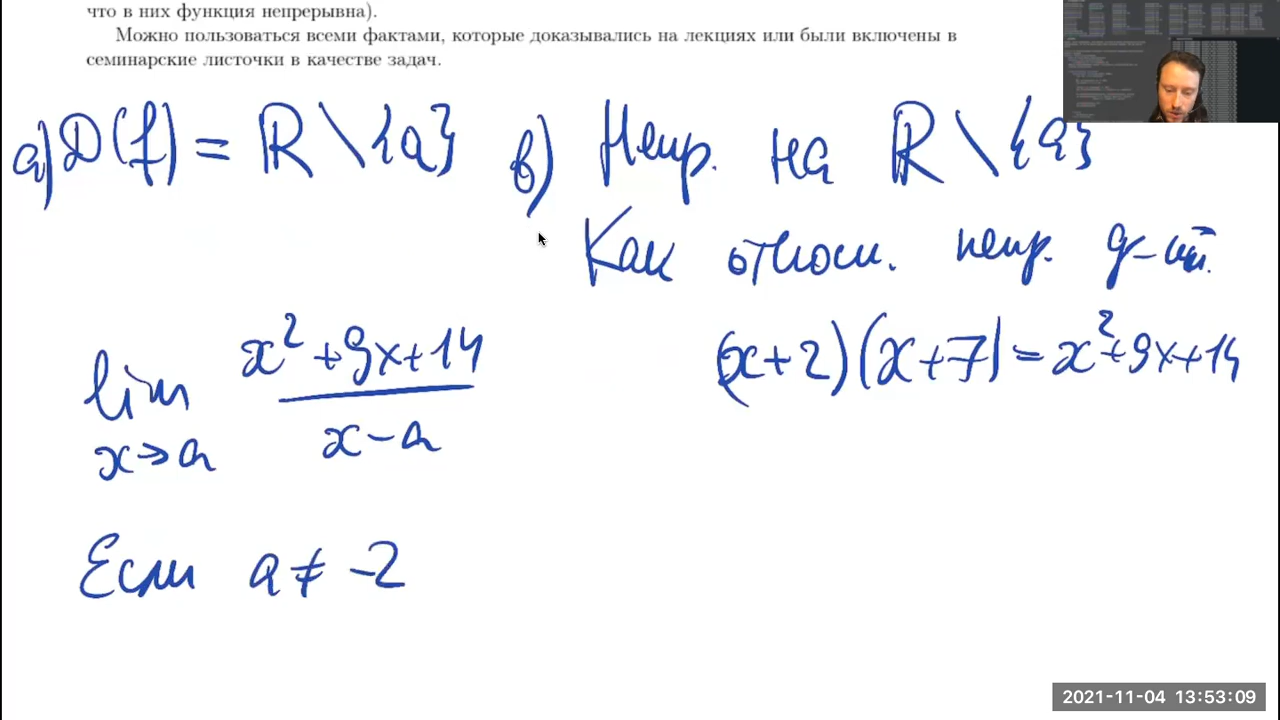 что в них функция непрерывна).
Можно пользоваться всеми фактами, которые доказывались на лекциях или были включены в
семинарские листочки в качестве задач.
а) D(f) = ℝ \ {a}
в) Непр. на ℝ \ {a}
Как относи. непр. ф-ий.
lim x→a (x² + 9x + 14)/(x − a)
(x+2)(x+7) = x² + 9x + 14
Если a ≠ −2
2021-11-04 13:53:09